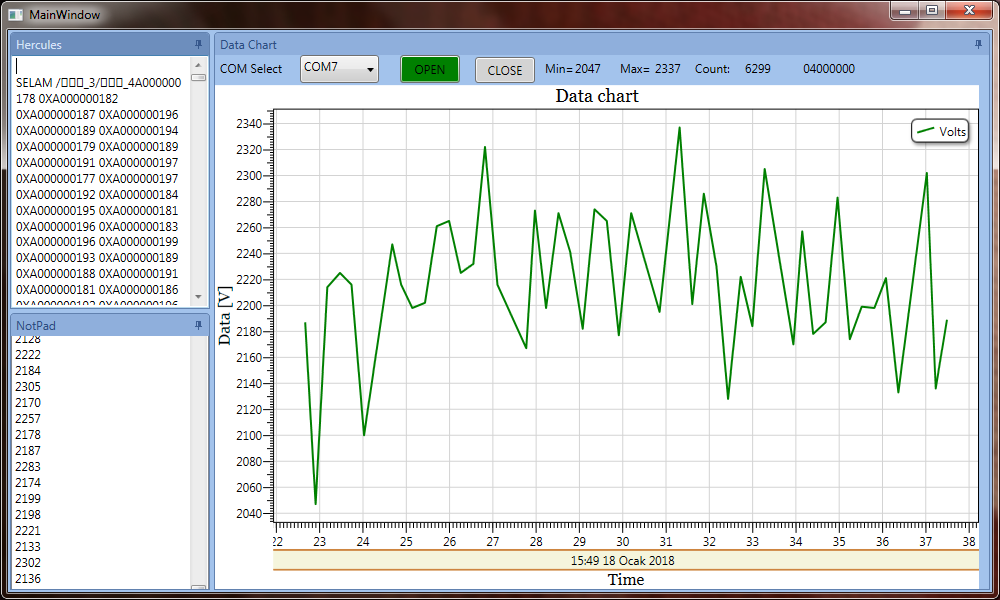 MainWindow
Hercules
SELAM /□□□_3/□□□_4A000000
178 0XA000000182
0XA000000187 0XA000000196
0XA000000189 0XA000000194
0XA000000179 0XA000000189
0XA000000191 0XA000000197
0XA000000177 0XA000000197
0XA000000192 0XA000000184
0XA000000195 0XA000000181
0XA000000196 0XA000000183
0XA000000196 0XA000000199
0XA000000193 0XA000000189
0XA000000188 0XA000000191
0XA000000181 0XA000000186
NotPad
2128
2222
2184
2305
2170
2257
2178
2187
2283
2174
2199
2198
2221
2133
2302
2136
Data Chart
COM Select COM7 OPEN CLOSE Min= 2047 Max= 2337 Count: 6299 04000000
Data chart
Volts
Data [V]
2340
2320
2300
2280
2260
2240
2220
2200
2180
2160
2140
2120
2100
2080
2060
2040
22 23 24 25 26 27 28 29 30 31 32 33 34 35 36 37 38
15:49 18 Ocak 2018
Time